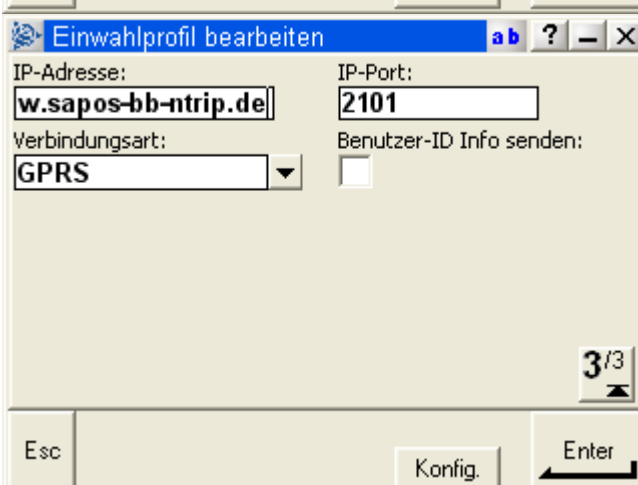 Einwahlprofil bearbeiten ab ? – X
IP-Adresse: IP-Port:
w.sapos-bb-ntrip.de 2101
Verbindungsart: Benutzer-ID Info senden:
GPRS
3/3
Esc Konfig. Enter